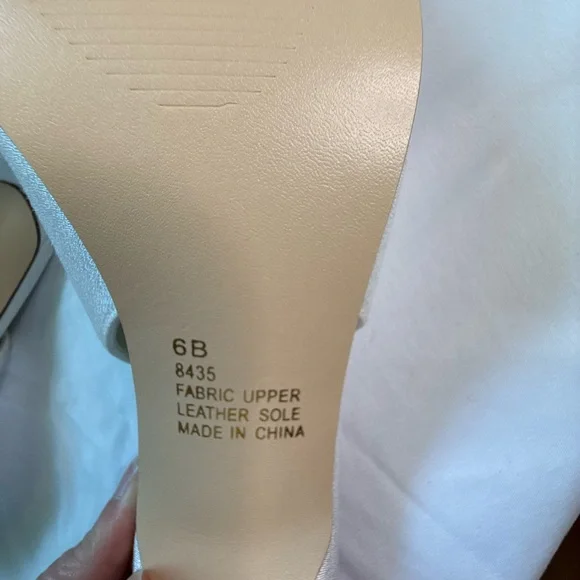 6B
8435
FABRIC UPPER
LEATHER SOLE
MADE IN CHINA